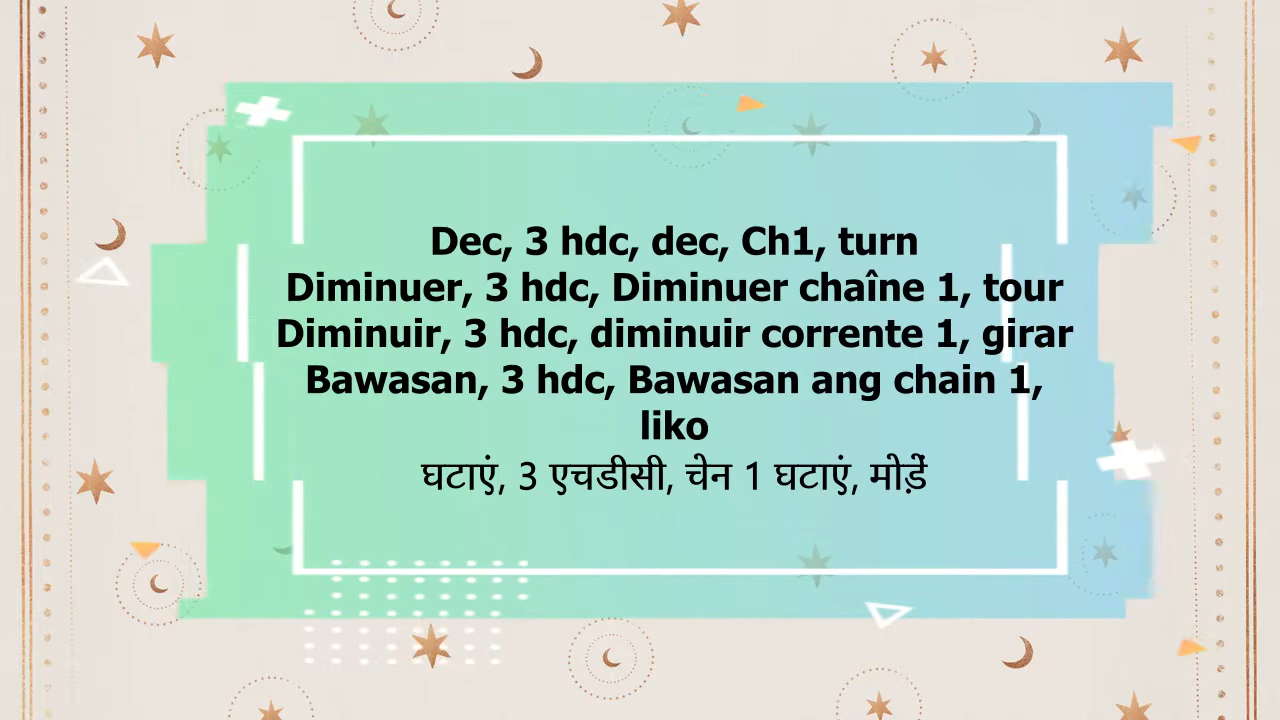 Dec, 3 hdc, dec, Ch1, turn
Diminuer, 3 hdc, Diminuer chaîne 1, tour
Diminuir, 3 hdc, diminuir corrente 1, girar
Bawasan, 3 hdc, Bawasan ang chain 1,
liko
घटाएं, 3 एचडीसी, चेन 1 घटाएं, मोड़ें